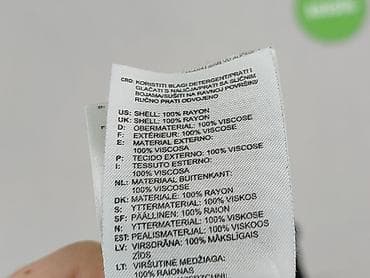 CRO: KORISTITI BLAGI DETERGENT/PRATI I
GLAČATI S NALIČJA/PRATI SA SLIČNIM
BOJAMA/SUŠITI NA RAVNOJ POVRŠINI/
RUČNO PRATI ODVOJENO
US: SHELL: 100% RAYON
UK: SHELL: 100% RAYON
D: OBERMATERIAL: 100% VISCOSE
F: EXTÉRIEUR: 100% VISCOSE
E: MATERIAL EXTERNO:
100% VISCOSA
P: TECIDO EXTERNO: 100% VISCOSE
I: TESSUTO ESTERNO:
100% VISCOSA
NL: MATERIAAL BUITENKANT:
100% VISCOSE
DK: MATERIALE: 100% RAYON
S: YTTERMATERIAL: 100% VISKOS
SF: PÄÄLLINEN: 100% RAION
N: YTTERMATERIAL: 100% VISKOSE
EST: PEALISMATERJAL: 100% VISKOOS
LV: VIRSDRĀNA: 100% MĀKSLĪGAIS
ZĪDS
LT: VIRŠUTINĖ MEDŽIAGA:
100% RAIONAS